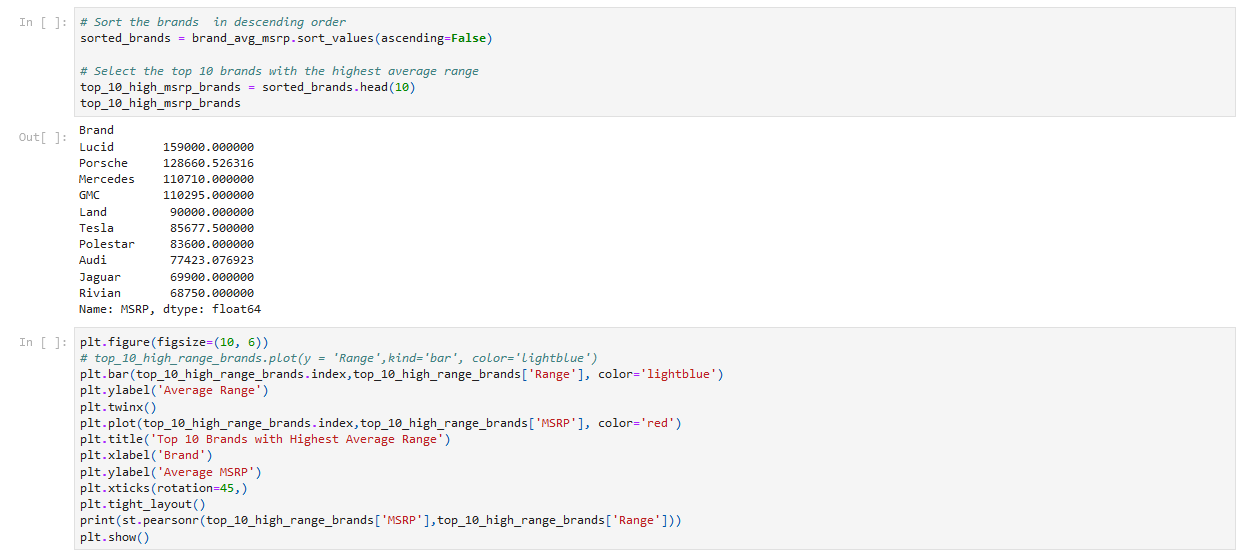 In [ ]:
# Sort the brands  in descending order
sorted_brands = brand_avg_msrp.sort_values(ascending=False)

# Select the top 10 brands with the highest average range
top_10_high_msrp_brands = sorted_brands.head(10)
top_10_high_msrp_brands
Out[ ]:
Brand
Lucid       159000.000000
Porsche     128660.526316
Mercedes    110710.000000
GMC         110295.000000
Land         90000.000000
Tesla        85677.500000
Polestar     83600.000000
Audi         77423.076923
Jaguar       69900.000000
Rivian       68750.000000
Name: MSRP, dtype: float64
In [ ]:
plt.figure(figsize=(10, 6))
# top_10_high_range_brands.plot(y = 'Range',kind='bar', color='lightblue')
plt.bar(top_10_high_range_brands.index,top_10_high_range_brands['Range'], color='lightblue')
plt.ylabel('Average Range')
plt.twinx()
plt.plot(top_10_high_range_brands.index,top_10_high_range_brands['MSRP'], color='red')
plt.title('Top 10 Brands with Highest Average Range')
plt.xlabel('Brand')
plt.ylabel('Average MSRP')
plt.xticks(rotation=45,)
plt.tight_layout()
print(st.pearsonr(top_10_high_range_brands['MSRP'],top_10_high_range_brands['Range']))
plt.show()